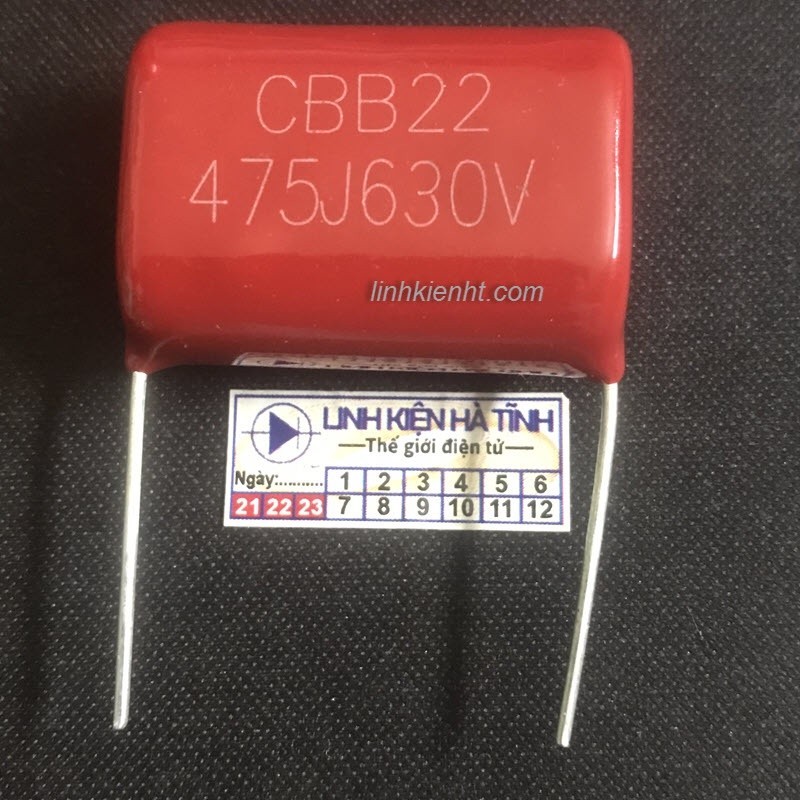 CBB22
475J630V
linhkienht.com
LINH KIỆN HÀ TĨNH
Thế giới điện tử
Ngày:.......... 1 2 3 4 5 6
21 22 23 7 8 9 10 11 12